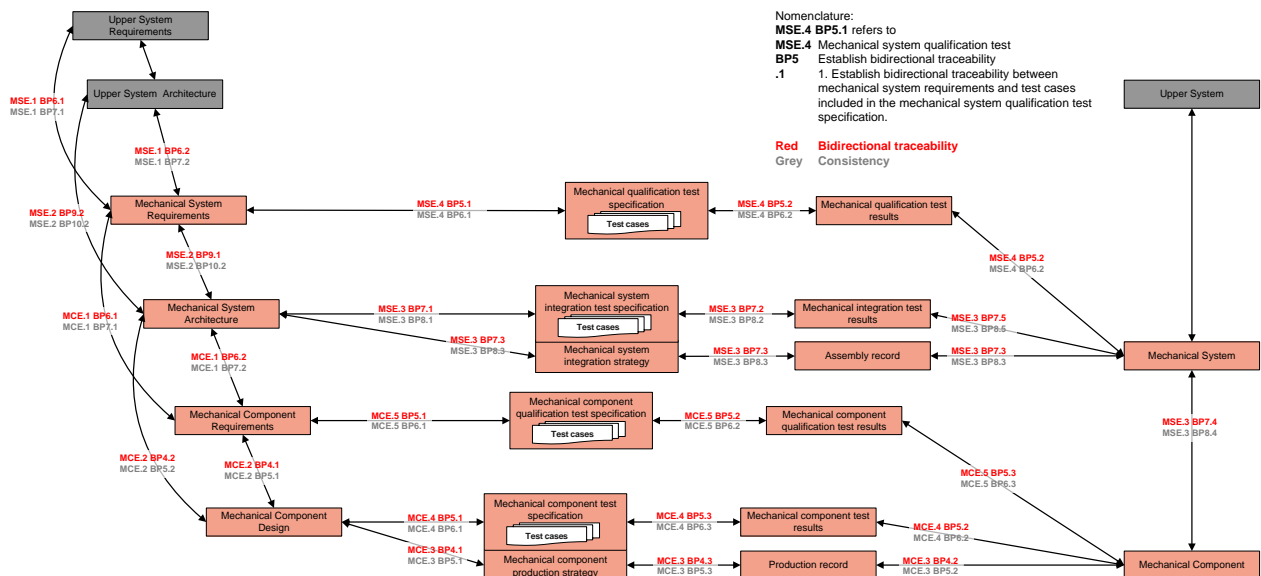 Upper System
Requirements
Upper System Architecture
MSE.1 BP6.1
MSE.1 BP7.1
MSE.1 BP6.2
MSE.1 BP7.2
Nomenclature:
MSE.4 BP5.1 refers to
MSE.4 Mechanical system qualification test
BP5 Establish bidirectional traceability
.1 1. Establish bidirectional traceability between
mechanical system requirements and test cases
included in the mechanical system qualification test
specification.
Red Bidirectional traceability
Grey Consistency
Upper System
Mechanical System
Requirements
MSE.4 BP5.1
MSE.4 BP6.1
Mechanical qualification test
specification
Test cases
MSE.4 BP5.2
MSE.4 BP6.2
Mechanical qualification test
results
MSE.4 BP5.2
MSE.4 BP6.2
MSE.2 BP9.2
MSE.2 BP10.2
MSE.2 BP9.1
MSE.2 BP10.2
Mechanical System
Architecture
MSE.3 BP7.1
MSE.3 BP8.1
MSE.3 BP7.3
MSE.3 BP8.3
Mechanical system
integration test specification
Test cases
Mechanical system
integration strategy
MSE.3 BP7.2
MSE.3 BP8.2
Mechanical integration test
results
MSE.3 BP7.5
MSE.3 BP8.5
MSE.3 BP7.3
MSE.3 BP8.3
Assembly record
MSE.3 BP7.3
MSE.3 BP8.3
Mechanical System
MCE.1 BP6.1
MCE.1 BP7.1
MCE.1 BP6.2
MCE.1 BP7.2
Mechanical Component
Requirements
MCE.5 BP5.1
MCE.5 BP6.1
Mechanical component
qualification test specification
Test cases
MCE.5 BP5.2
MCE.5 BP6.2
Mechanical component
qualification test results
MCE.5 BP5.3
MCE.5 BP6.3
MSE.3 BP7.4
MSE.3 BP8.4
MCE.2 BP4.2
MCE.2 BP5.2
MCE.2 BP4.1
MCE.2 BP5.1
Mechanical Component
Design
MCE.4 BP5.1
MCE.4 BP6.1
MCE.3 BP4.1
MCE.3 BP5.1
Mechanical component test
specification
Test cases
Mechanical component
production strategy
MCE.4 BP5.3
MCE.4 BP6.3
Mechanical component test
results
MCE.4 BP5.2
MCE.4 BP6.2
MCE.3 BP4.3
MCE.3 BP5.3
Production record
MCE.3 BP4.2
MCE.3 BP5.2
Mechanical Component